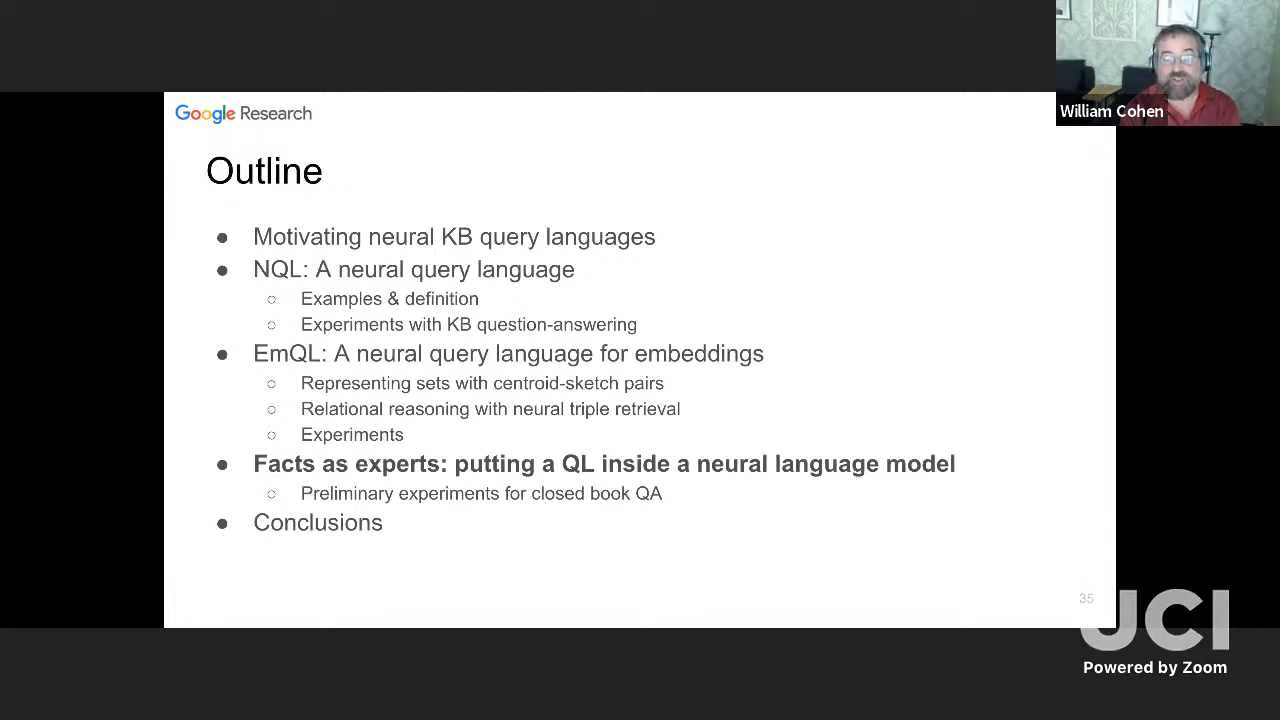 William Cohen
Google Research
Outline
● Motivating neural KB query languages
● NQL: A neural query language
○ Examples & definition
○ Experiments with KB question-answering
● EmQL: A neural query language for embeddings
○ Representing sets with centroid-sketch pairs
○ Relational reasoning with neural triple retrieval
○ Experiments
● Facts as experts: putting a QL inside a neural language model
○ Preliminary experiments for closed book QA
● Conclusions
35
UCI
Powered by Zoom